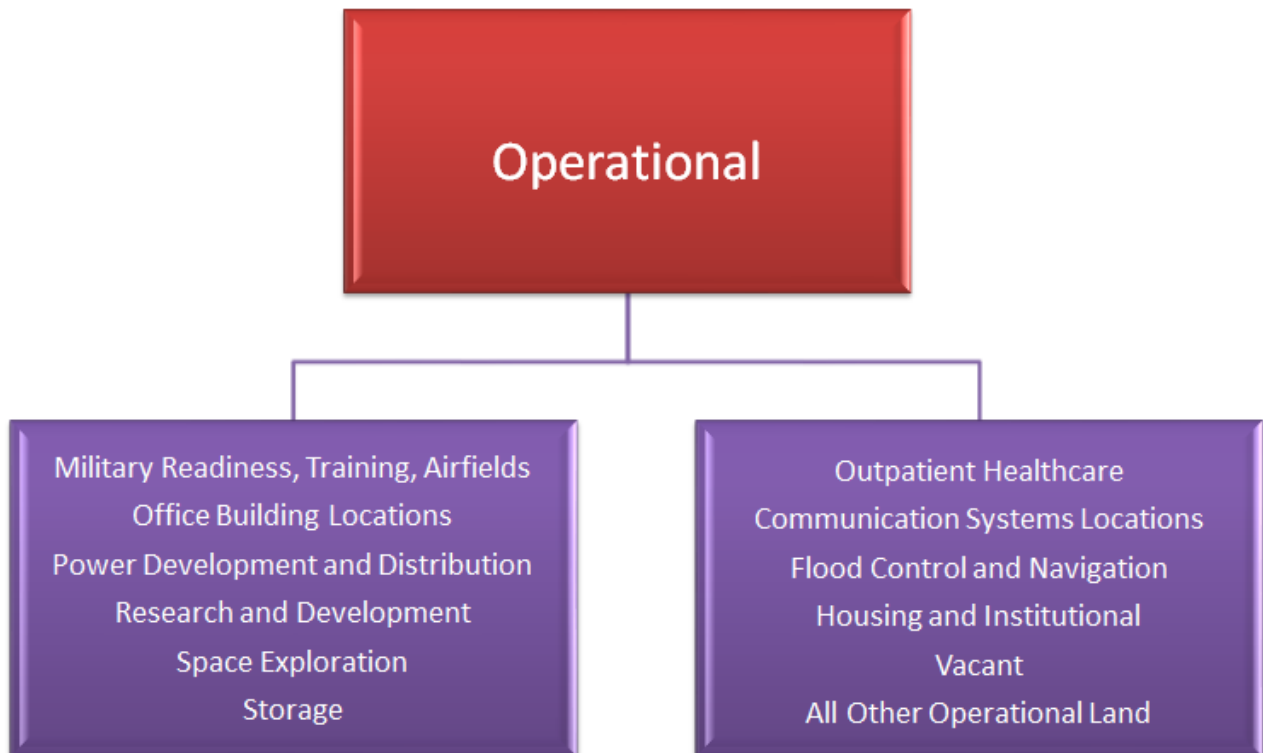 Operational
Military Readiness, Training, Airfields
Office Building Locations
Power Development and Distribution
Research and Development
Space Exploration
Storage
Outpatient Healthcare
Communication Systems Locations
Flood Control and Navigation
Housing and Institutional
Vacant
All Other Operational Land